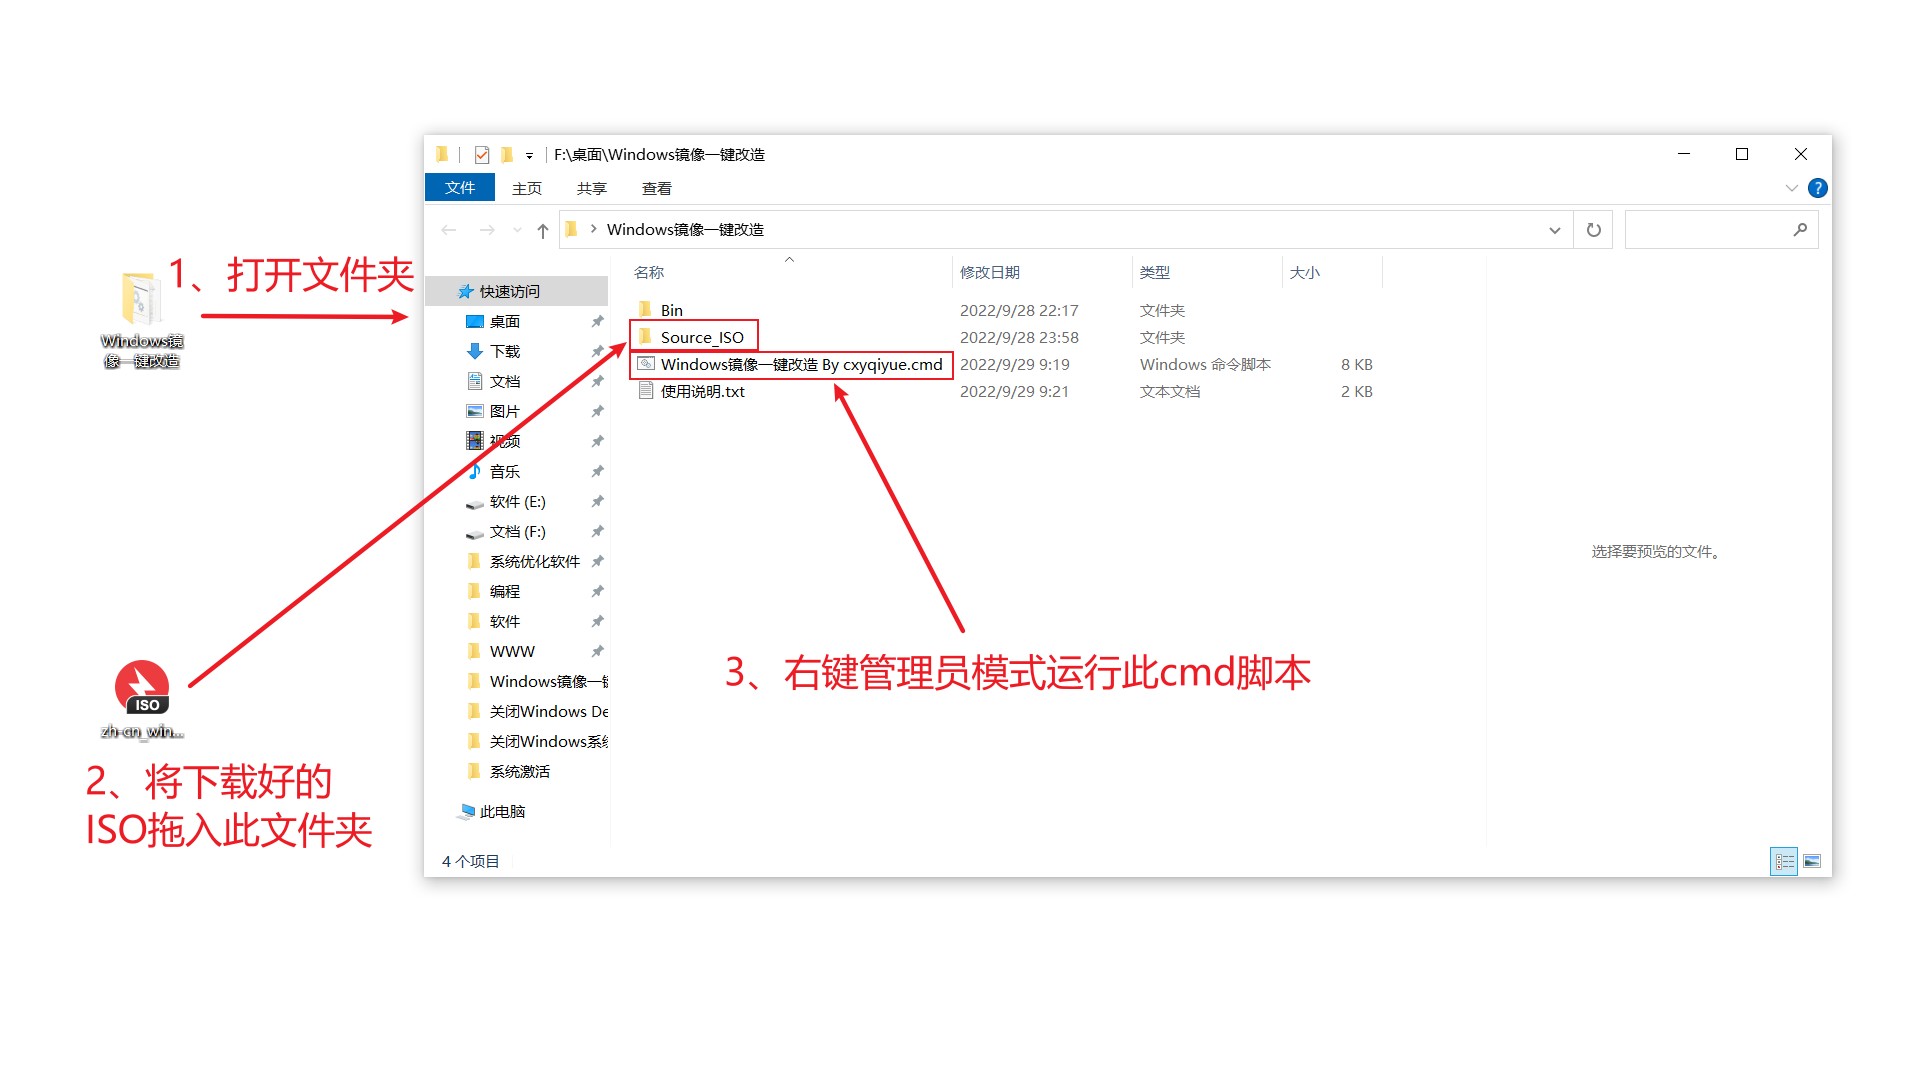 F:\桌面\Windows镜像一键改造
文件 主页 共享 查看
Windows镜像一键改造
1、打开文件夹
Windows镜
像一键改造
名称 修改日期 类型 大小
快速访问
桌面
下载
文档
图片
视频
音乐
软件 (E:)
文档 (F:)
系统优化软件
编程
软件
WWW
Windows镜像一键
关闭Windows De
关闭Windows系统
系统激活
此电脑
Bin 2022/9/28 22:17 文件夹
Source_ISO 2022/9/28 23:58 文件夹
Windows镜像一键改造 By cxyqiyue.cmd 2022/9/29 9:19 Windows 命令脚本 8 KB
使用说明.txt 2022/9/29 9:21 文本文档 2 KB
选择要预览的文件。
3、右键管理员模式运行此cmd脚本
ISO
zh-cn_win...
2、将下载好的
ISO拖入此文件夹
4 个项目